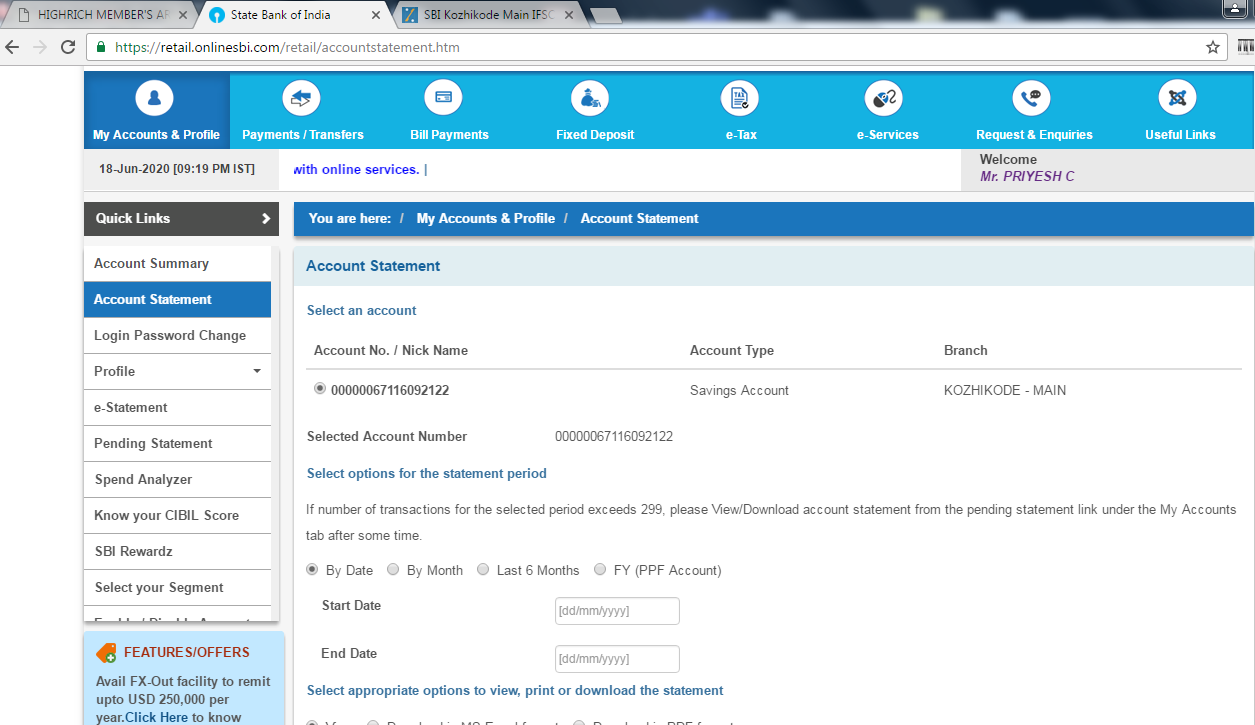 HIGHRICH MEMBER'S AR
State Bank of India
SBI Kozhikode Main IFSC
https://retail.onlinesbi.com/retail/accountstatement.htm
My Accounts & Profile
Payments / Transfers
Bill Payments
Fixed Deposit
TAX
e-Tax
e-Services
Request & Enquiries
Useful Links
18-Jun-2020 [09:19 PM IST]
with online services. |
Welcome
Mr. PRIYESH C
Quick Links
You are here: / My Accounts & Profile / Account Statement
Account Summary
Account Statement
Login Password Change
Profile
e-Statement
Pending Statement
Spend Analyzer
Know your CIBIL Score
SBI Rewardz
Select your Segment
FEATURES/OFFERS
Avail FX-Out facility to remit
upto USD 250,000 per
year.Click Here to know
Account Statement
Select an account
Account No. / Nick Name Account Type Branch
00000067116092122 Savings Account KOZHIKODE - MAIN
Selected Account Number 00000067116092122
Select options for the statement period
If number of transactions for the selected period exceeds 299, please View/Download account statement from the pending statement link under the My Accounts
tab after some time.
By Date By Month Last 6 Months FY (PPF Account)
Start Date [dd/mm/yyyy]
End Date [dd/mm/yyyy]
Select appropriate options to view, print or download the statement